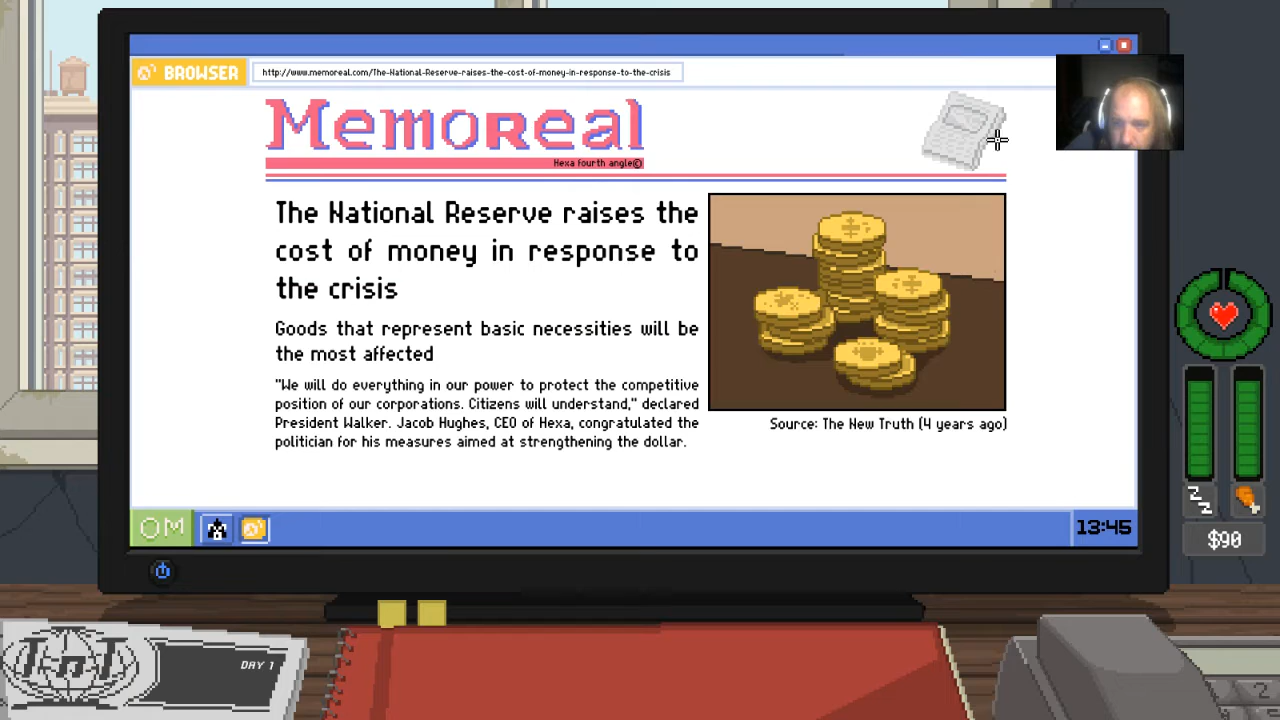 BROWSER
http://www.memoreal.com/The-National-Reserve-raises-the-cost-of-money-in-response-to-the-crisis
Memoreal
Hexa fourth angle©
The National Reserve raises the
cost of money in response to
the crisis
Goods that represent basic necessities will be
the most affected
"We will do everything in our power to protect the competitive
position of our corporations. Citizens will understand," declared
President Walker. Jacob Hughes, CEO of Hexa, congratulated the
politician for his measures aimed at strengthening the dollar.
Source: The New Truth (4 years ago)
OM
13:45
$90
TnT
DAY 1
2